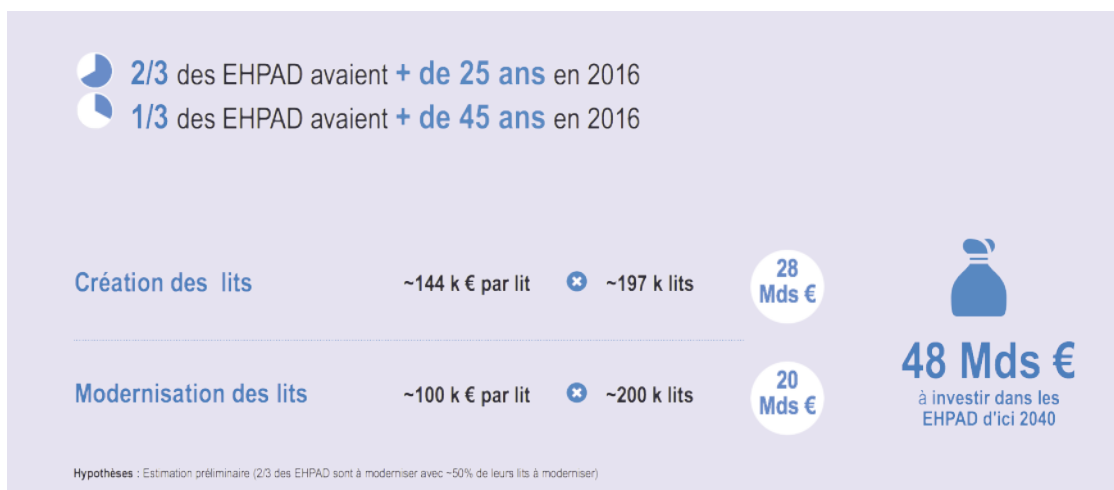 2/3 des EHPAD avaient + de 25 ans en 2016
1/3 des EHPAD avaient + de 45 ans en 2016
Création des lits ~144 k € par lit ~197 k lits 28 Mds €
Modernisation des lits ~100 k € par lit ~200 k lits 20 Mds €
48 Mds €
à investir dans les
EHPAD d'ici 2040
Hypothèses : Estimation préliminaire (2/3 des EHPAD sont à moderniser avec ~50% de leurs lits à moderniser)